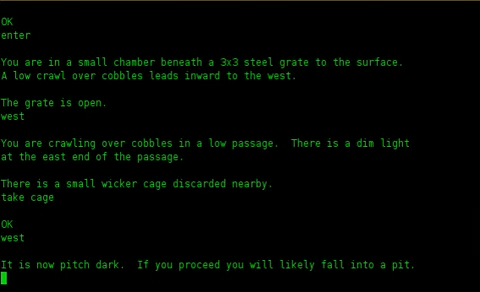 OK
enter
You are in a small chamber beneath a 3x3 steel grate to the surface.
A low crawl over cobbles leads inward to the west.
The grate is open.
west
You are crawling over cobbles in a low passage.  There is a dim light
at the east end of the passage.
There is a small wicker cage discarded nearby.
take cage
OK
west
It is now pitch dark.  If you proceed you will likely fall into a pit.